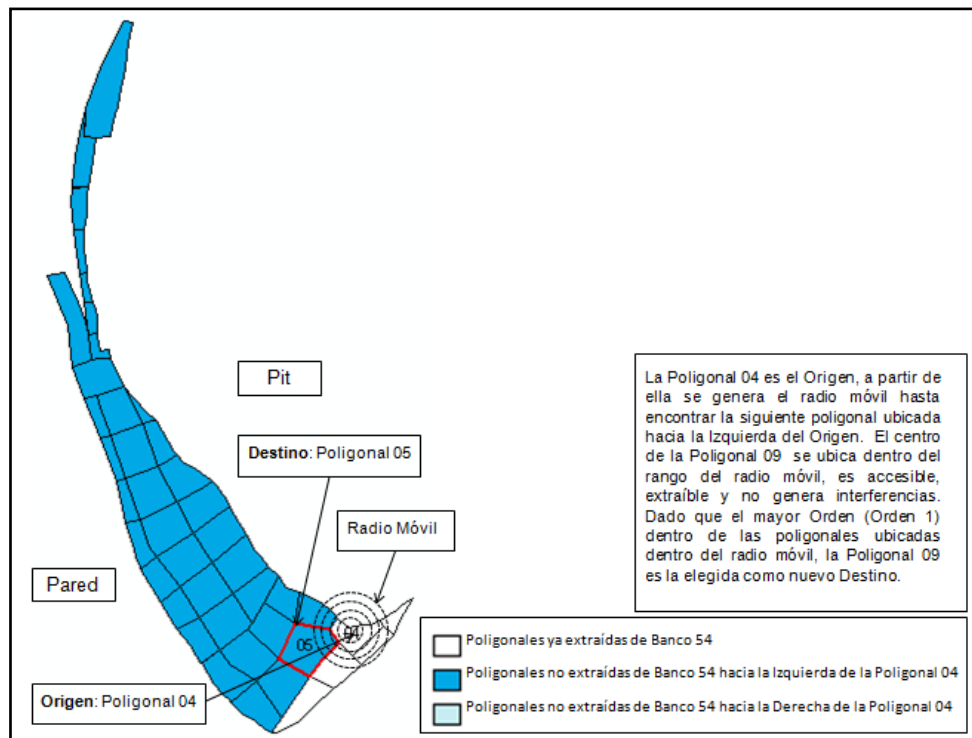 Pit
Destino: Poligonal 05
Radio Móvil
Pared
05
04
Origen: Poligonal 04
La Poligonal 04 es el Origen, a partir de
ella se genera el radio móvil hasta
encontrar la siguiente poligonal ubicada
hacia la Izquierda del Origen. El centro
de la Poligonal 09 se ubica dentro del
rango del radio móvil, es accesible,
extraíble y no genera interferencias.
Dado que el mayor Orden (Orden 1)
dentro de las poligonales ubicadas
dentro del radio móvil, la Poligonal 09
es la elegida como nuevo Destino.
Poligonales ya extraídas de Banco 54
Poligonales no extraídas de Banco 54 hacia la Izquierda de la Poligonal 04
Poligonales no extraídas de Banco 54 hacia la Derecha de la Poligonal 04